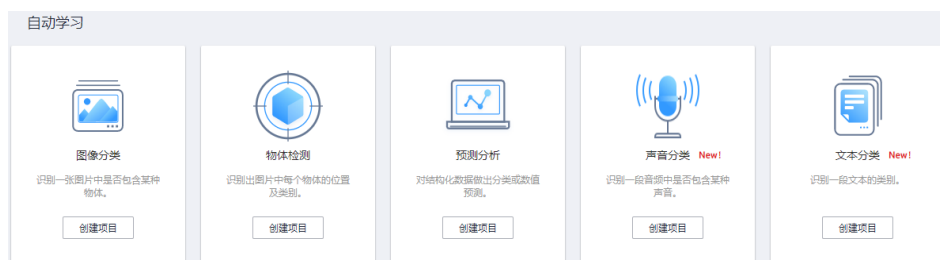 自动学习
图像分类
识别一张图片中是否包含某种
物体。
创建项目
物体检测
识别出图片中每个物体的位置
及类别。
创建项目
预测分析
对结构化数据做出分类或数值
预测。
创建项目
声音分类 New!
识别一段音频中是否包含某种
声音。
创建项目
文本分类 New!
识别一段文本的类别。
创建项目